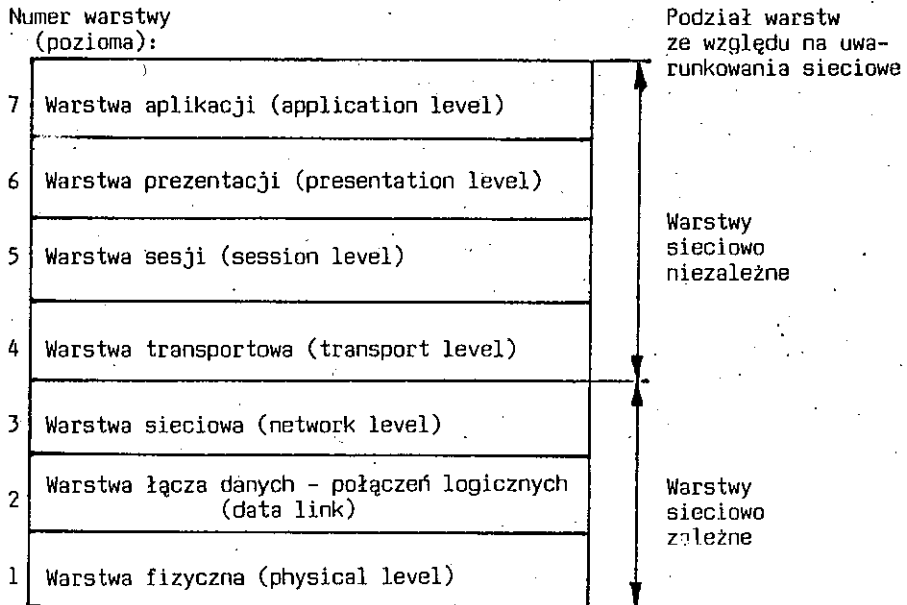 Numer warstwy
(pozioma):
Podział warstw
ze względu na uwa-
runkowania sieciowe
7 Warstwa aplikacji (application level)
6 Warstwa prezentacji (presentation level)
5 Warstwa sesji (session level)
4 Warstwa transportowa (transport level)
Warstwy
sieciowo
niezależne
3 Warstwa sieciowa (network level)
2 Warstwa łącza danych - połączeń logicznych
(data link)
1 Warstwa fizyczna (physical level)
Warstwy
sieciowo
zależne